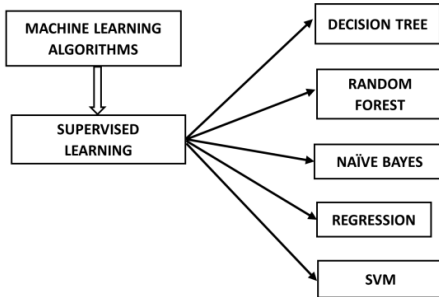 MACHINE LEARNING
ALGORITHMS
SUPERVISED
LEARNING
DECISION TREE
RANDOM
FOREST
NAÏVE BAYES
REGRESSION
SVM